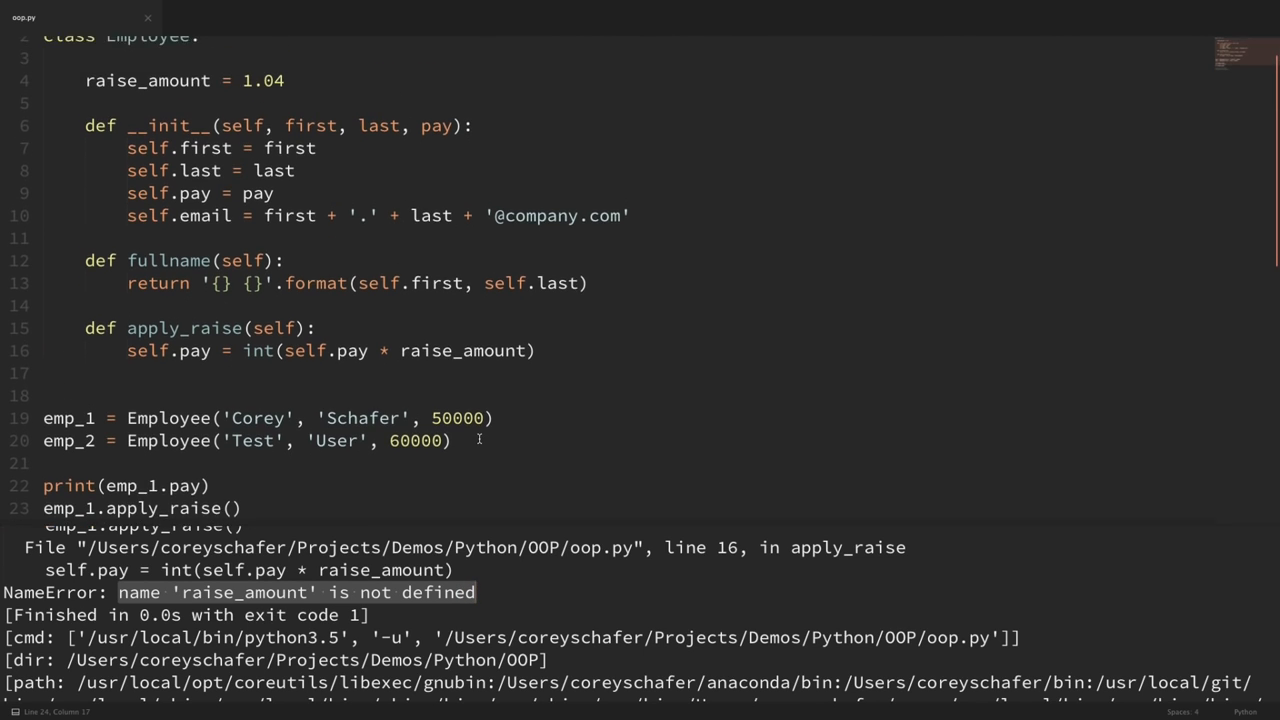 oop.py ×
2 class Employee:
3
4 raise_amount = 1.04
5
6 def __init__(self, first, last, pay):
7 self.first = first
8 self.last = last
9 self.pay = pay
10 self.email = first + '.' + last + '@company.com'
11
12 def fullname(self):
13 return '{} {}'.format(self.first, self.last)
14
15 def apply_raise(self):
16 self.pay = int(self.pay * raise_amount)
17
18
19 emp_1 = Employee('Corey', 'Schafer', 50000)
20 emp_2 = Employee('Test', 'User', 60000)
21
22 print(emp_1.pay)
23 emp_1.apply_raise()
emp_1.apply_raise()
File "/Users/coreyschafer/Projects/Demos/Python/OOP/oop.py", line 16, in apply_raise
self.pay = int(self.pay * raise_amount)
NameError: name 'raise_amount' is not defined
[Finished in 0.0s with exit code 1]
[cmd: ['/usr/local/bin/python3.5', '-u', '/Users/coreyschafer/Projects/Demos/Python/OOP/oop.py']]
[dir: /Users/coreyschafer/Projects/Demos/Python/OOP]
[path: /usr/local/opt/coreutils/libexec/gnubin:/Users/coreyschafer/anaconda/bin:/Users/coreyschafer/bin:/usr/local/git/
Line 24, Column 17 Spaces: 4 Python